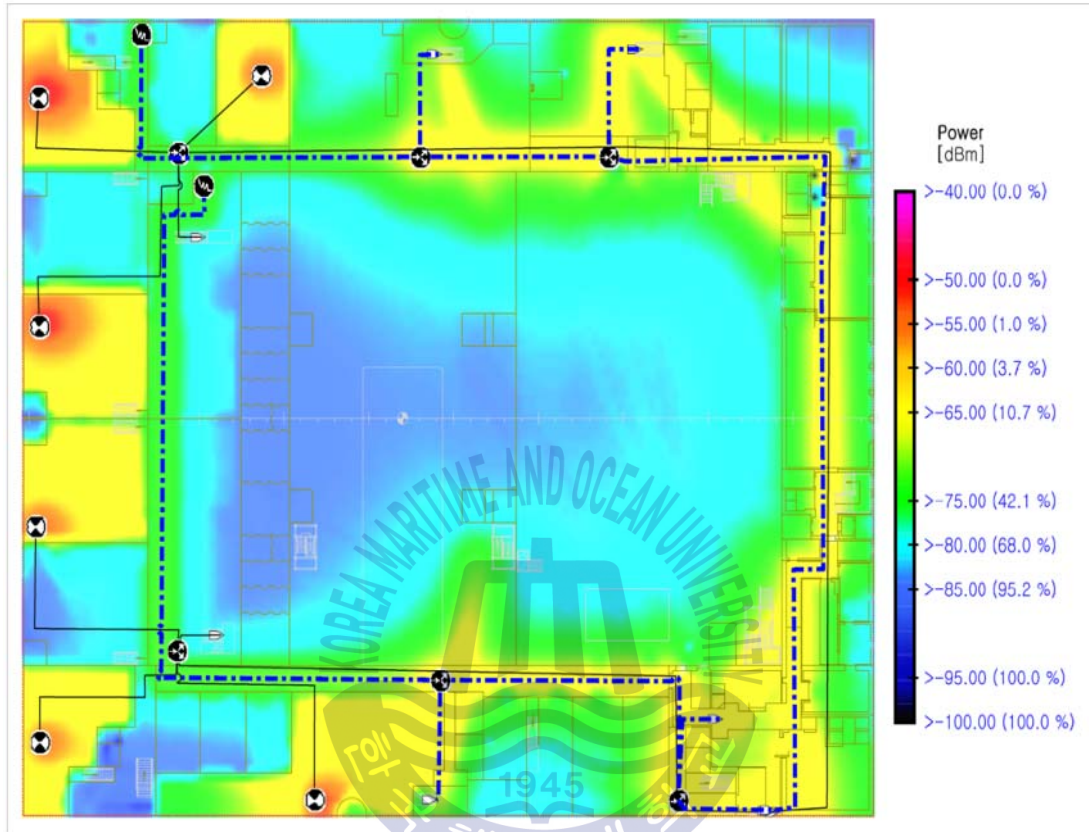 Power
[dBm]
>-40.00 (0.0 %)
>-50.00 (0.0 %)
>-55.00 (1.0 %)
>-60.00 (3.7 %)
>-65.00 (10.7 %)
>-75.00 (42.1 %)
>-80.00 (68.0 %)
>-85.00 (95.2 %)
>-95.00 (100.0 %)
>-100.00 (100.0 %)
KOREA MARITIME AND OCEAN UNIVERSITY
1945